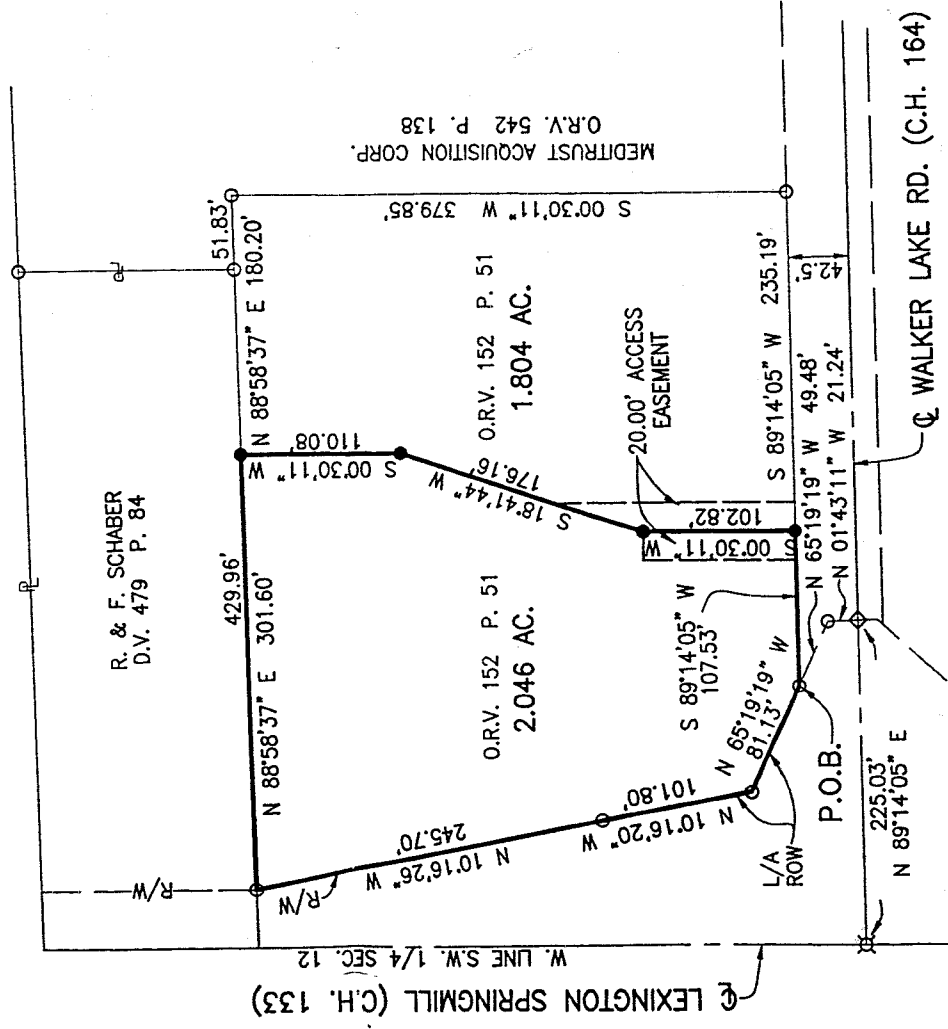 R. & F. SCHABER
D.V. 479 P. 84
MEDITRUST ACQUISITION CORP.
O.R.V. 542 P. 138
51.83'
429.96'
N 88°58'37" E 301.60'
N 88°58'37" E 180.20'
S 00°30'11" W 379.85'
S 00°30'11" W
110.08'
S 18°41'44" W
176.16'
O.R.V. 152 P. 51
1.804 AC.
20.00' ACCESS
EASEMENT
O.R.V. 152 P. 51
2.046 AC.
S 00°30'11" W
102.82'
S 89°14'05" W 235.19'
42.5'
S 89°14'05" W
107.53'
N 65°19'19" W 49.48'
N 01°43'11" W 21.24'
N 65°19'19" W
81.13'
N 10°16'20" W
101.80'
N 10°16'26" W
245.70'
R/W
R/W
L/A
ROW
P.O.B.
225.03'
N 89°14'05" E
W. LINE S.W. 1/4 SEC. 12
℄ LEXINGTON SPRINGMILL (C.H. 133)
℄ WALKER LAKE RD. (C.H. 164)
PL
PL